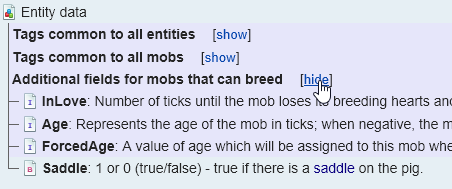 Entity data
Tags common to all entities [show]
Tags common to all mobs [show]
Additional fields for mobs that can breed [hide]
I InLove: Number of ticks until the mob loses its breeding hearts and
I Age: Represents the age of the mob in ticks; when negative, the m
I ForcedAge: A value of age which will be assigned to this mob whe
B Saddle: 1 or 0 (true/false) - true if there is a saddle on the pig.